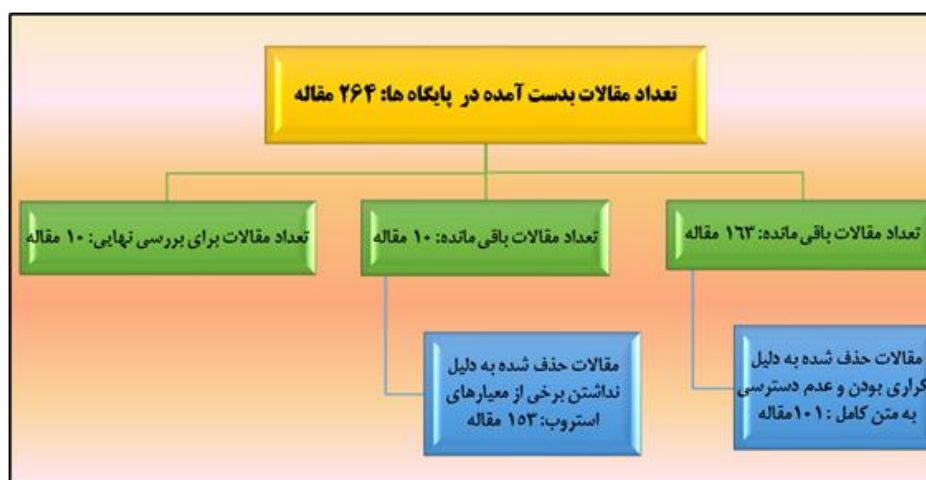 تعداد مقالات بدست آمده در پایگاه ها: ۲۶۴ مقاله
تعداد مقالات باقی مانده: ۱۶۳ مقاله
تعداد مقالات باقی مانده: ۱۰ مقاله
تعداد مقالات برای بررسی نهایی: ۱۰ مقاله
مقالات حذف شده به دلیل
کراری بودن و عدم دسترسی
به متن کامل : ۱۰۱مقاله
مقالات حذف شده به دلیل
نداشتن برخی از معیارهای
استروب: ۱۵۳ مقاله